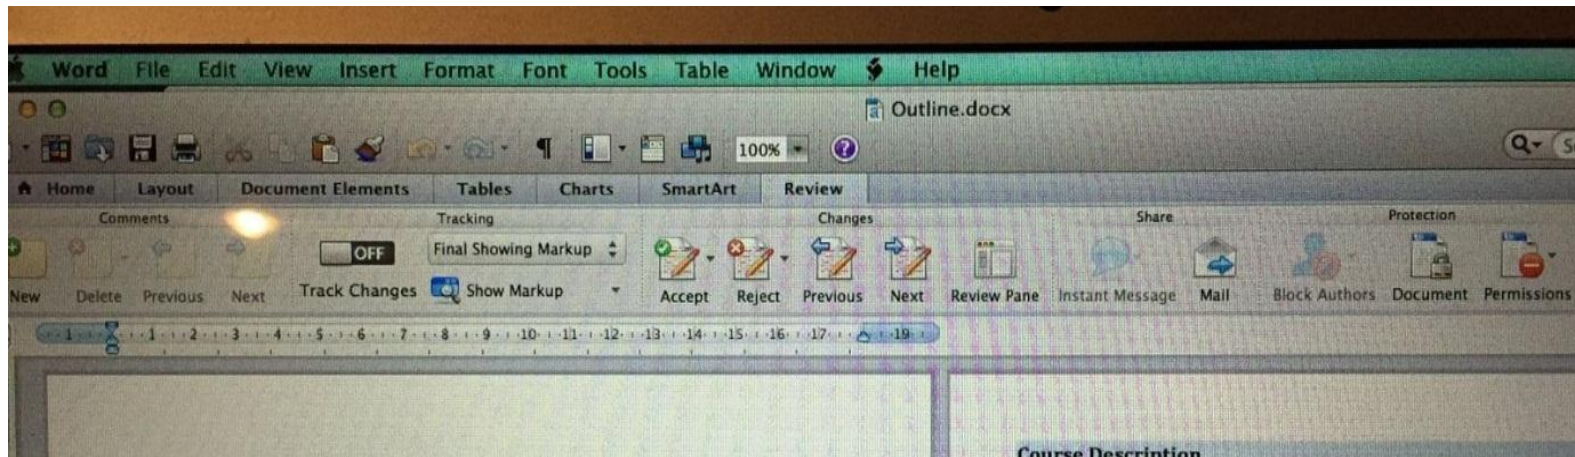 Word File Edit View Insert Format Font Tools Table Window Help
Outline.docx
100% ?
Home Layout Document Elements Tables Charts SmartArt Review
Comments Tracking Changes Share Protection
OFF Final Showing Markup
Track Changes Show Markup
New Delete Previous Next Accept Reject Previous Next Review Pane Instant Message Mail Block Authors Document Permissions
1 1 2 3 4 5 6 7 8 9 10 11 12 13 14 15 16 17 19
Course Description